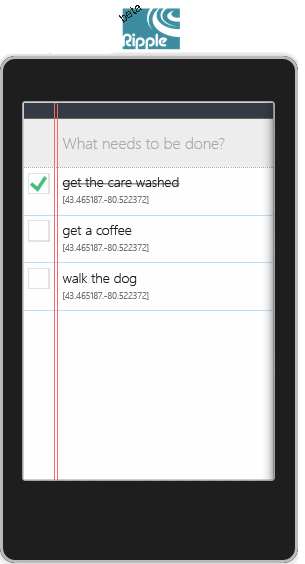 beta
Ripple
What needs to be done?
get the care washed
[43.465187,-80.522372]
get a coffee
[43.465187,-80.522372]
walk the dog
[43.465187,-80.522372]